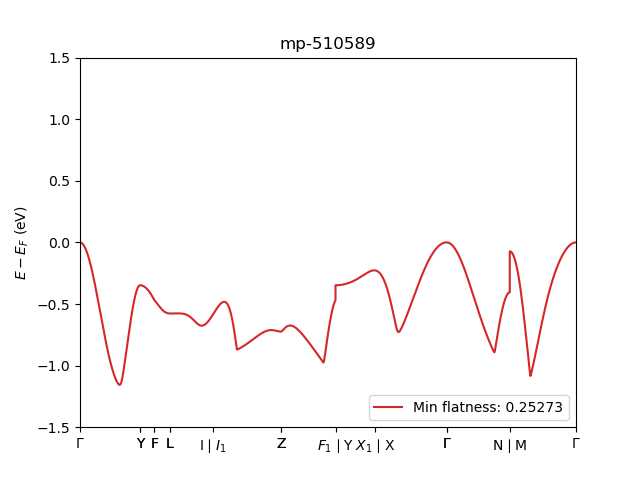 mp-510589
E − E_F (eV)
1.5
1.0
0.5
0.0
−0.5
−1.0
−1.5
Min flatness: 0.25273
Γ Y F L I | I₁ Z F₁ | Y X₁ | X Γ N | M Γ